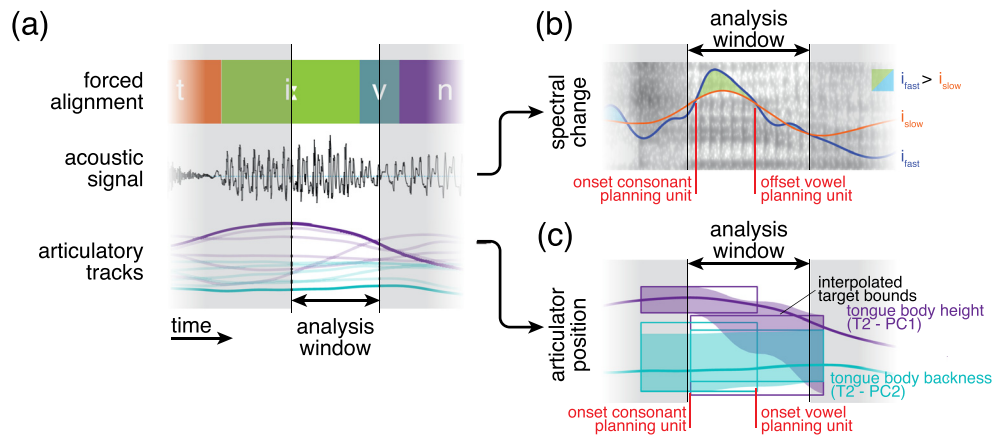 (a)
forced
alignment
t
iː
v
n
acoustic
signal
articulatory
tracks
time
analysis
window
(b)
analysis
window
spectral
change
i_fast > i_slow
i_slow
i_fast
onset consonant
planning unit
offset vowel
planning unit
(c)
analysis
window
articulator
position
interpolated
target bounds
tongue body height
(T2 - PC1)
tongue body backness
(T2 - PC2)
onset consonant
planning unit
onset vowel
planning unit